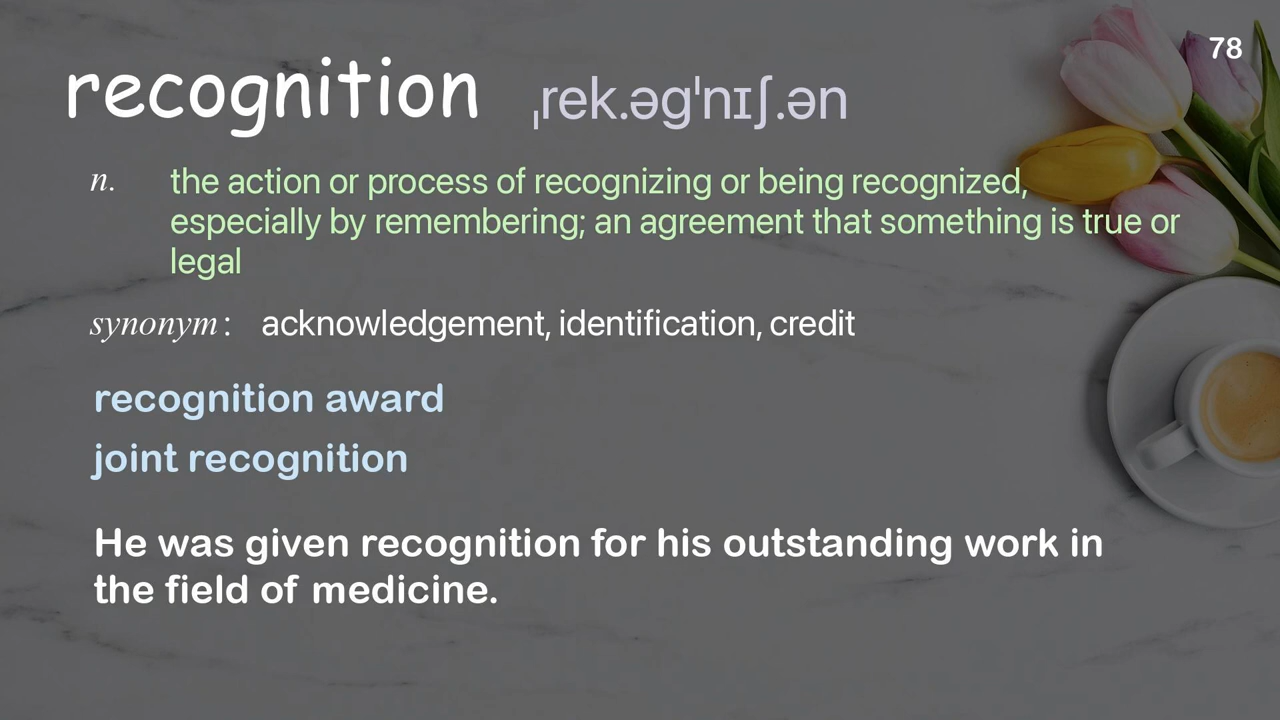 78
recognition ˌrek.əgˈnɪʃ.ən
n. the action or process of recognizing or being recognized,
especially by remembering; an agreement that something is true or
legal
synonym: acknowledgement, identification, credit
recognition award
joint recognition
He was given recognition for his outstanding work in
the field of medicine.